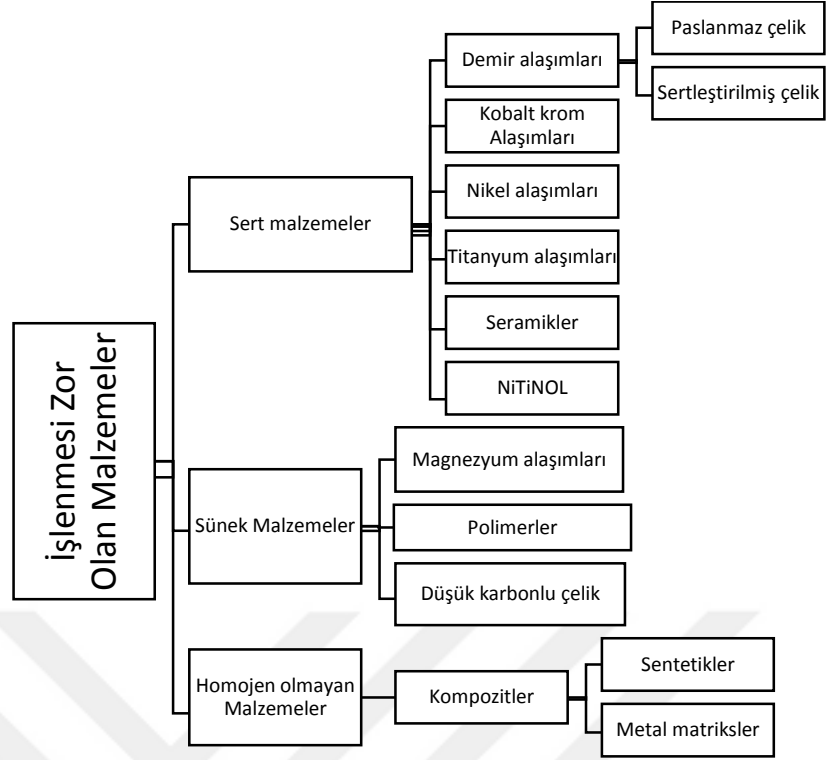 İşlenmesi Zor
Olan Malzemeler
Sert malzemeler
Demir alaşımları
Paslanmaz çelik
Sertleştirilmiş çelik
Kobalt krom
Alaşımları
Nikel alaşımları
Titanyum alaşımları
Seramikler
NiTiNOL
Sünek Malzemeler
Magnezyum alaşımları
Polimerler
Düşük karbonlu çelik
Homojen olmayan
Malzemeler
Kompozitler
Sentetikler
Metal matriksler